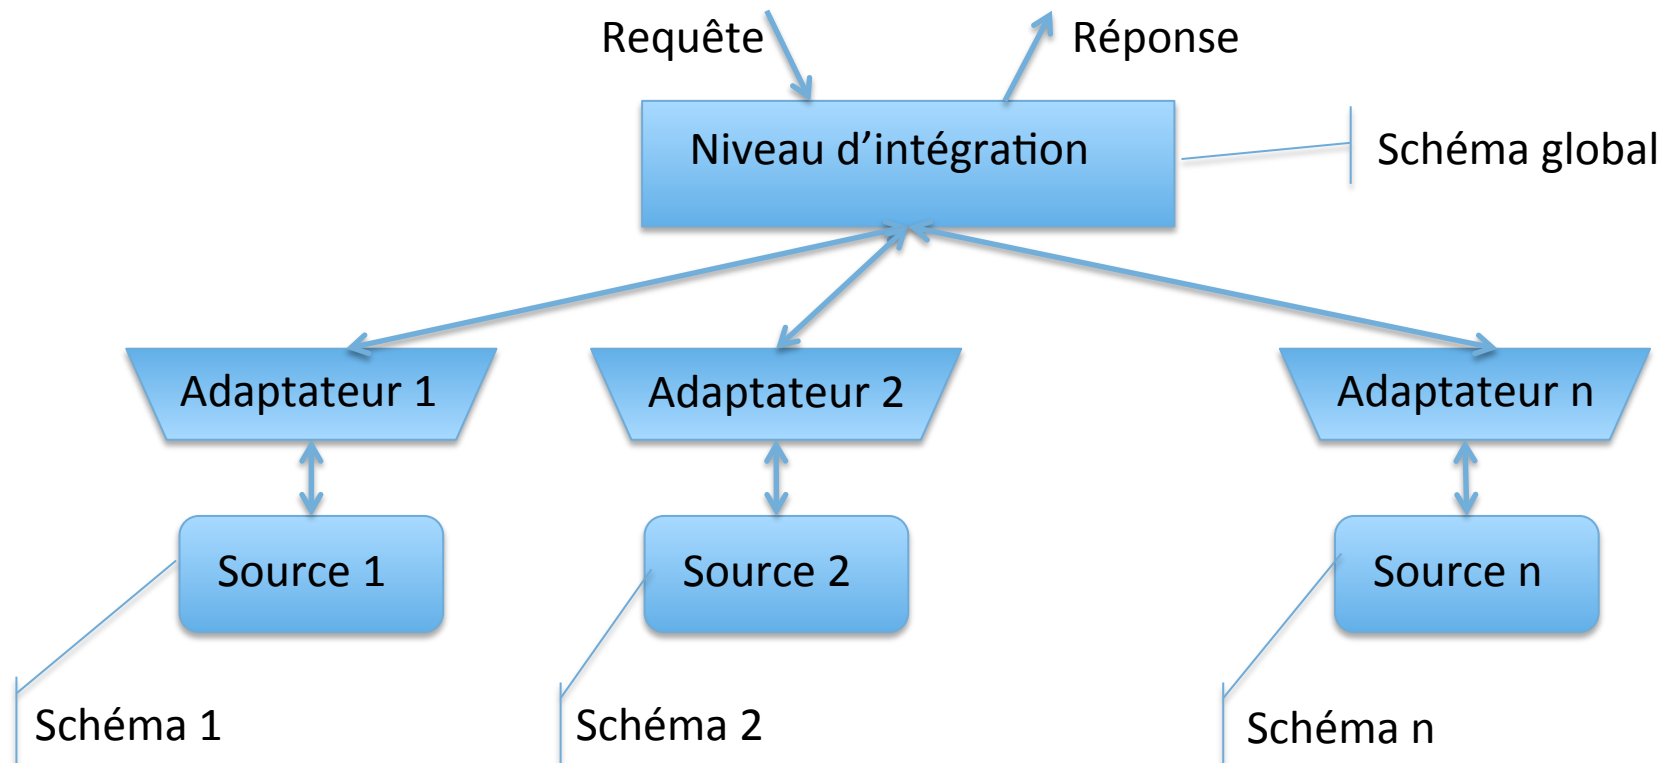 Requête
Réponse
Niveau d’intégration
Schéma global
Adaptateur 1
Adaptateur 2
Adaptateur n
Source 1
Source 2
Source n
Schéma 1
Schéma 2
Schéma n